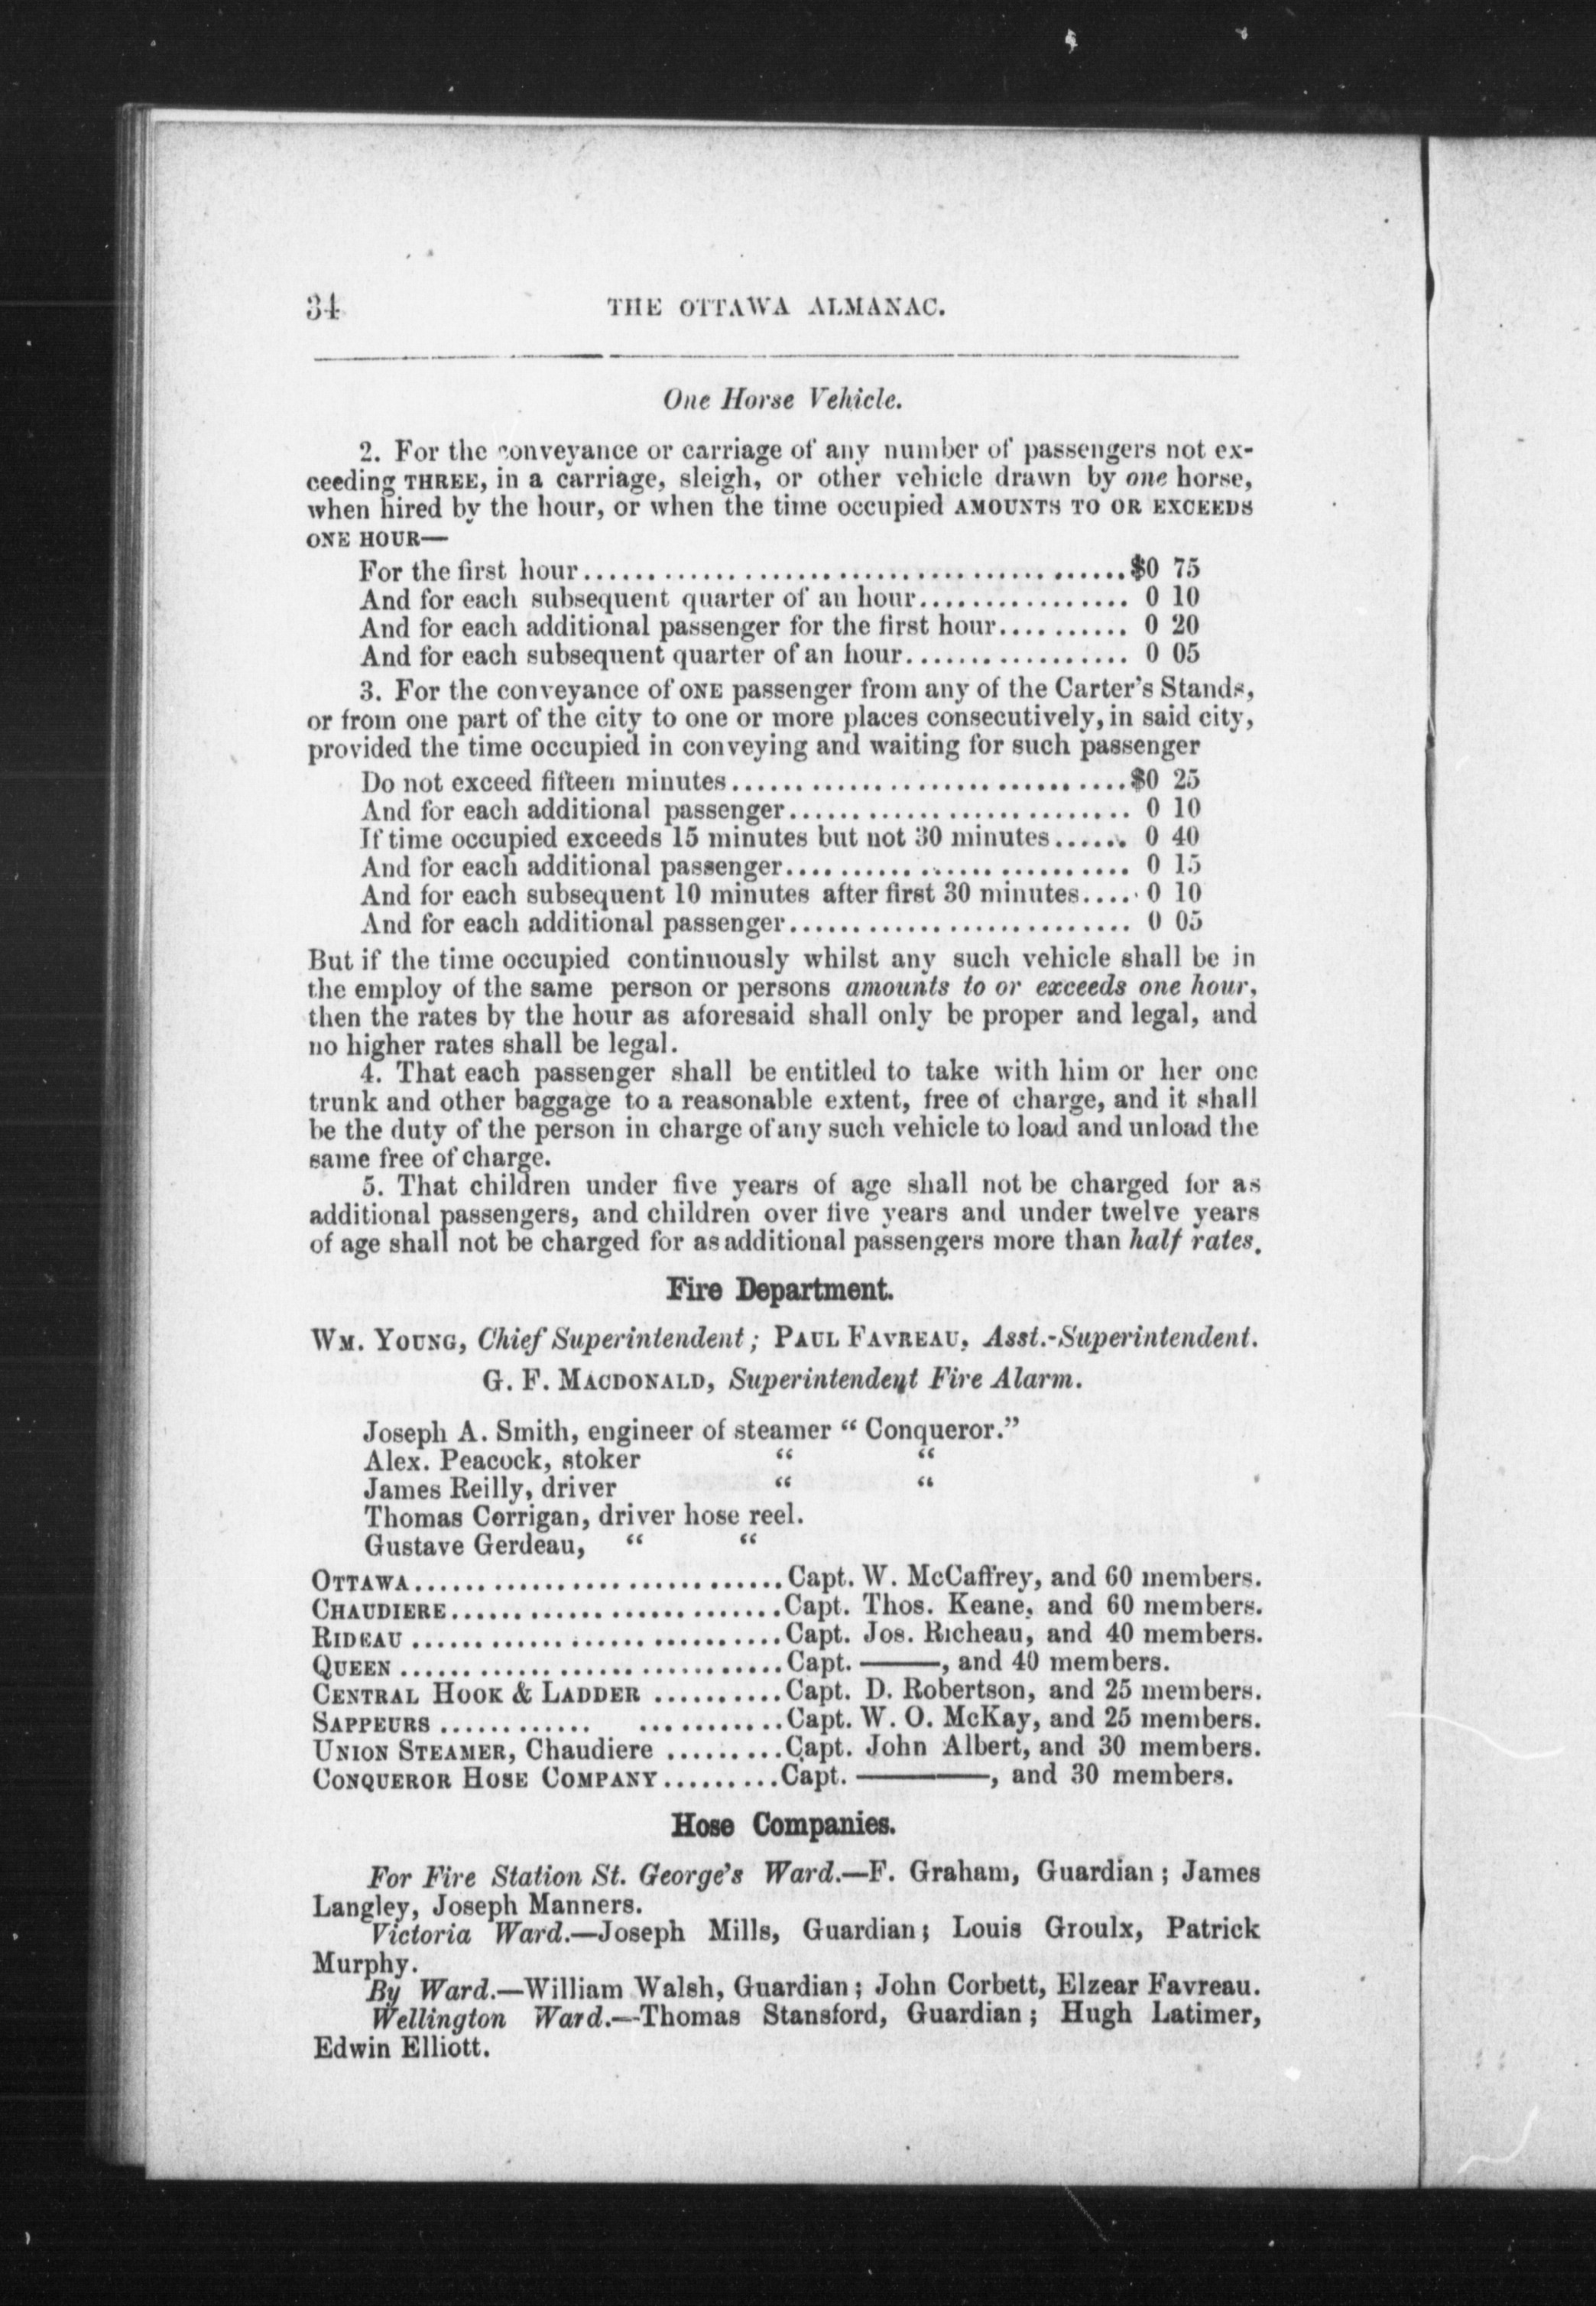 34
THE OTTAWA ALMANAC.
One Horse Vehicle.
2. For the conveyance or carriage of any number of passengers not ex-
ceeding THREE, in a carriage, sleigh, or other vehicle drawn by one horse,
when hired by the hour, or when the time occupied AMOUNTS TO OR EXCEEDS
ONE HOUR—
For the first hour........................................$0 75
And for each subsequent quarter of an hour................ 0 10
And for each additional passenger for the first hour.......... 0 20
And for each subsequent quarter of an hour................. 0 05
3. For the conveyance of ONE passenger from any of the Carter's Stands,
or from one part of the city to one or more places consecutively, in said city,
provided the time occupied in conveying and waiting for such passenger
Do not exceed fifteen minutes..............................$0 25
And for each additional passenger.......................... 0 10
If time occupied exceeds 15 minutes but not 30 minutes...... 0 40
And for each additional passenger.......................... 0 15
And for each subsequent 10 minutes after first 30 minutes..... 0 10
And for each additional passenger.......................... 0 05
But if the time occupied continuously whilst any such vehicle shall be in
the employ of the same person or persons amounts to or exceeds one hour,
then the rates by the hour as aforesaid shall only be proper and legal, and
no higher rates shall be legal.
4. That each passenger shall be entitled to take with him or her one
trunk and other baggage to a reasonable extent, free of charge, and it shall
be the duty of the person in charge of any such vehicle to load and unload the
same free of charge.
5. That children under five years of age shall not be charged for as
additional passengers, and children over five years and under twelve years
of age shall not be charged for as additional passengers more than half rates.
Fire Department.
WM. YOUNG, Chief Superintendent; PAUL FAVREAU, Asst.-Superintendent.
G. F. MACDONALD, Superintendent Fire Alarm.
Joseph A. Smith, engineer of steamer "Conqueror."
Alex. Peacock, stoker " "
James Reilly, driver " "
Thomas Corrigan, driver hose reel.
Gustave Gerdeau, " "
OTTAWA............................Capt. W. McCaffrey, and 60 members.
CHAUDIERE.........................Capt. Thos. Keane, and 60 members.
RIDEAU ............................Capt. Jos. Richeau, and 40 members.
QUEEN .............................Capt. ———, and 40 members.
CENTRAL HOOK & LADDER ..........Capt. D. Robertson, and 25 members.
SAPPEURS ............ ...........Capt. W. O. McKay, and 25 members.
UNION STEAMER, Chaudiere .........Capt. John Albert, and 30 members.
CONQUEROR HOSE COMPANY.........Capt. ————, and 30 members.
Hose Companies.
For Fire Station St. George's Ward.—F. Graham, Guardian; James
Langley, Joseph Manners.
Victoria Ward.—Joseph Mills, Guardian; Louis Groulx, Patrick
Murphy.
By Ward.—William Walsh, Guardian; John Corbett, Elzear Favreau.
Wellington Ward.—Thomas Stansford, Guardian; Hugh Latimer,
Edwin Elliott.